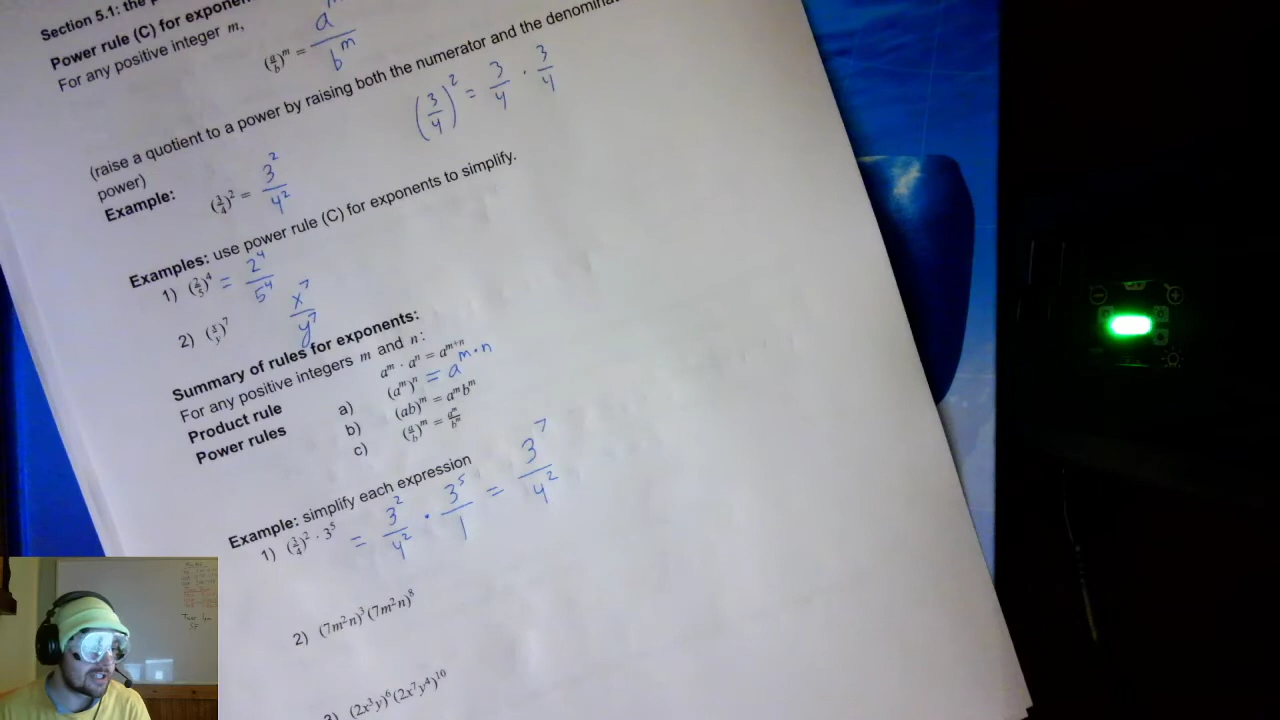 Section 5.1: the
Power rule (C) for exponen
For any positive integer m,
(a/b)^m = a^m / b^m
(raise a quotient to a power by raising both the numerator and the denominat
power)
(3/4)^2 = 3/4 · 3/4
Example: (3/4)^2 = 3^2 / 4^2
Examples: use power rule (C) for exponents to simplify.
1) (2/5)^4 = 2^4 / 5^4
2) (x/y)^7 x^7 / y^7
Summary of rules for exponents:
For any positive integers m and n:
Product rule a^m · a^n = a^{m+n}
Power rules a) (a^m)^n = a^{m·n}
b) (ab)^m = a^m b^m
c) (a/b)^m = a^m / b^m
Example: simplify each expression
1) (3/4)^2 · 3^5 = 3^2 / 4^2 · 3^5 / 1 = 3^7 / 4^2
2) (7m^2n)^3(7m^2n)^8
3) (2x^3y)^6(2x^7y^4)^10